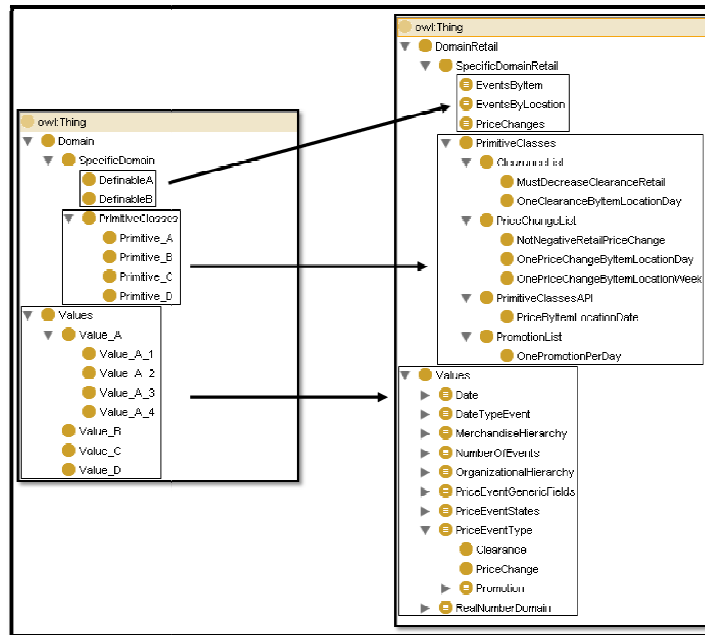 owl:Thing
Domain
SpecificDomain
DefinableA
DefinableB
PrimitiveClasses
Primitive_A
Primitive_B
Primitive_C
Primitive_D
Values
Value_A
Value_A_1
Value_A_2
Value_A_3
Value_A_4
Value_B
Value_C
Value_D
owl:Thing
DomainRetail
SpecificDomainRetail
EventsByItem
EventsByLocation
PriceChanges
PrimitiveClasses
ClearanceList
MustDecreaseClearanceRetail
OneClearanceByItemLocationDay
PriceChangeList
NotNegativeRetailPriceChange
OnePriceChangeByItemLocationDay
OnePriceChangeByItemLocationWeek
PrimitiveClassesAPI
PriceByItemLocationDate
PromotionList
OnePromotionPerDay
Values
Date
DateTypeEvent
MerchandiseHierarchy
NumberOfEvents
OrganizationalHierarchy
PriceEventGenericFields
PriceEventStates
PriceEventType
Clearance
PriceChange
Promotion
RealNumberDomain